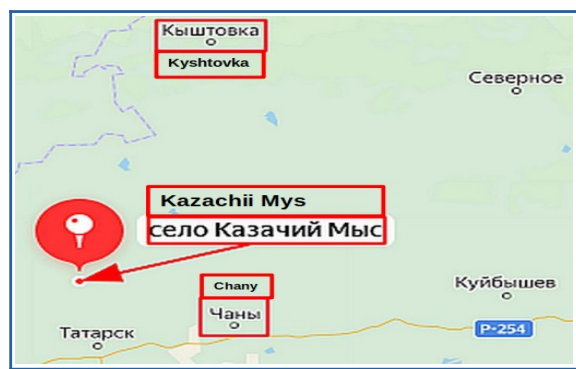 Кыштовка
Kyshtovka
Северное
Kazachii Mys
село Казачий Мыс
Chany
Куйбышев
Чаны
Р-254
Татарск